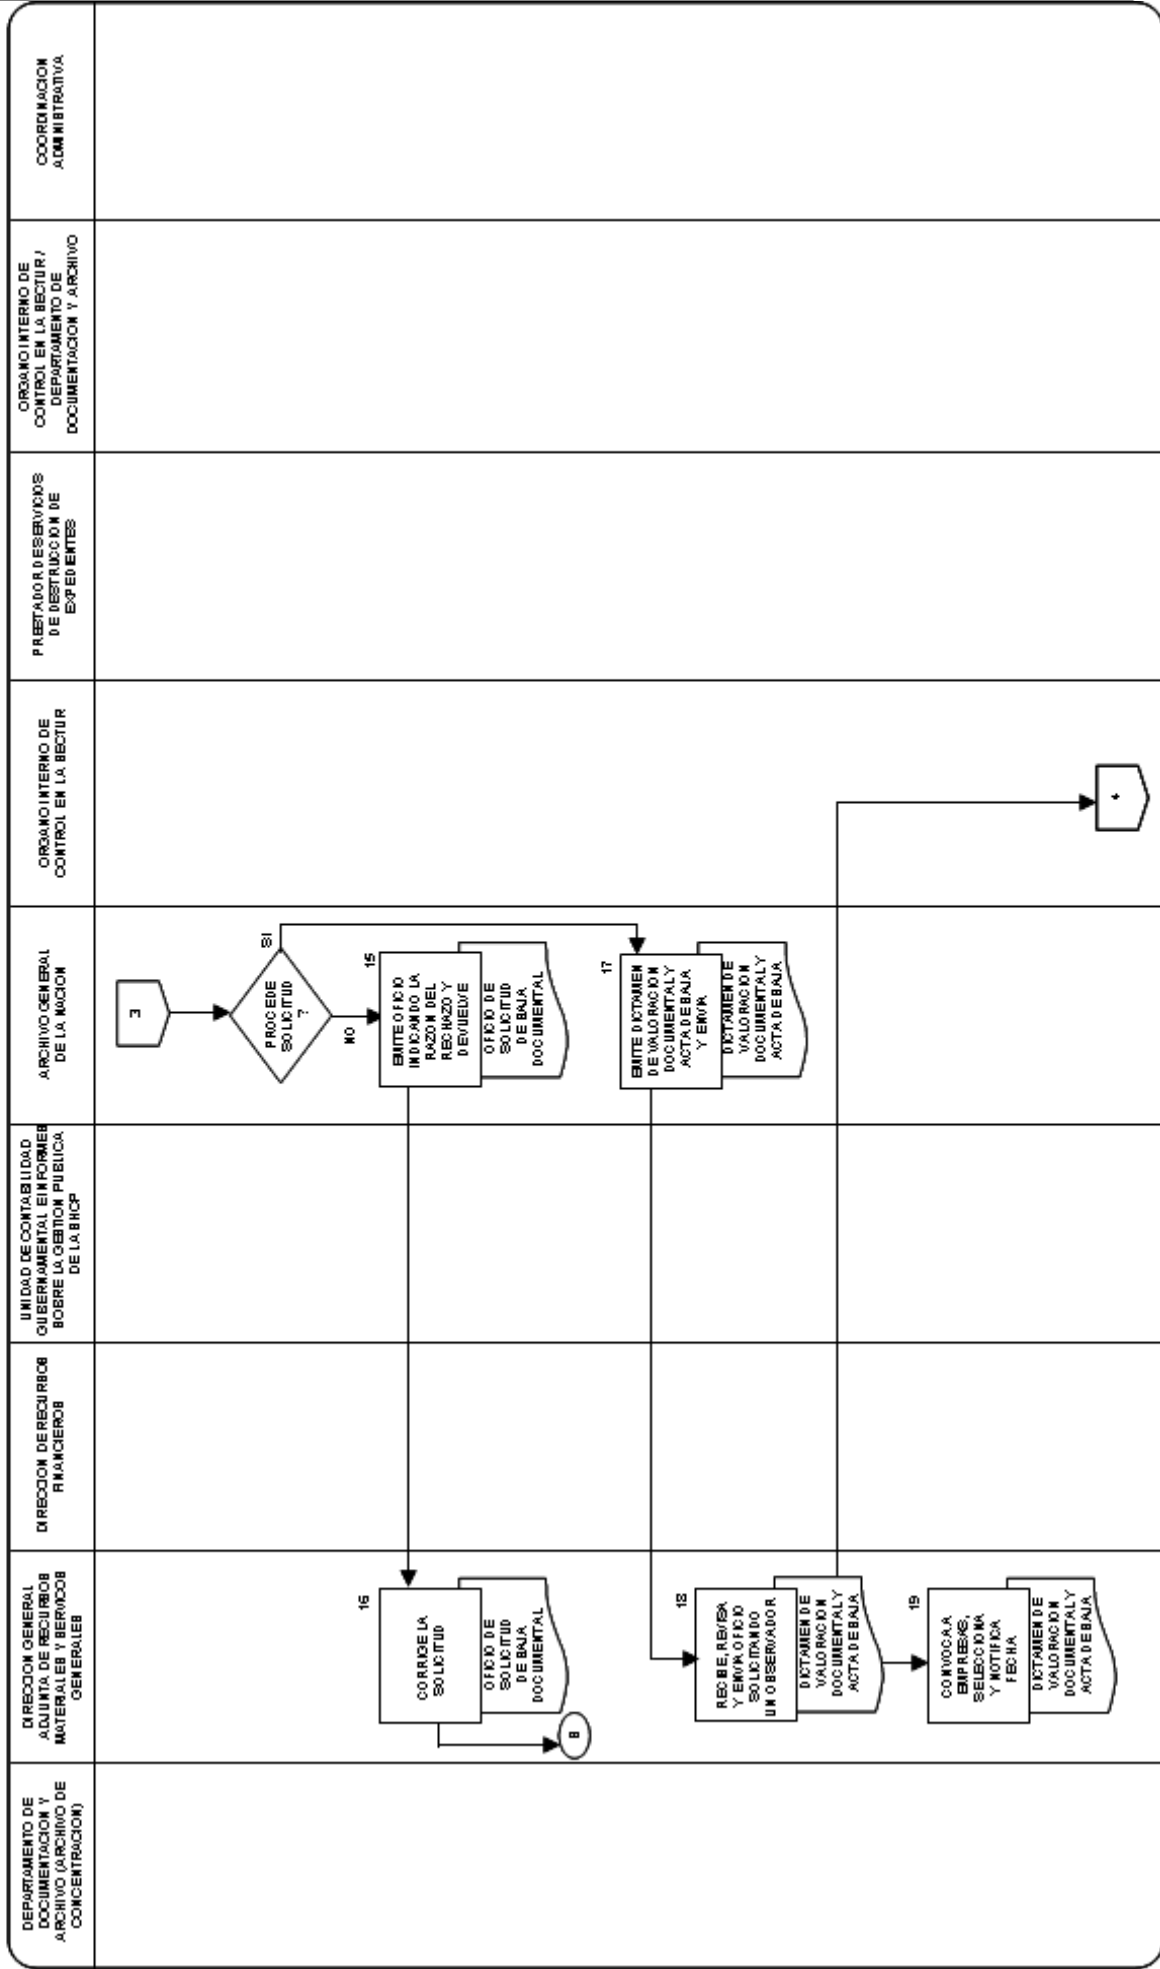 DEPARTAMENTO DE
DOCUMENTACION Y
ARCHIVO (ARCHIVO DE
CONCENTRACION)
DIRECCION GENERAL
ADJUNTA DE RECURSOS
MATERIALES Y SERVICIOS
GENERALES
DIRECCION DE RECURSOS
FINANCIEROS
UNIDAD DE CONTABILIDAD
GUBERNAMENTAL E INFORMES
SOBRE LA GESTION PUBLICA
DE LA SHCP
ARCHIVO GENERAL
DE LA NACION
ORGANO INTERNO DE
CONTROL EN LA SECTUR
PRESTADOR DE SERVICIOS
DE DESTRUCCION DE
EXPEDIENTES
ORGANO INTERNO DE
CONTROL EN LA SECTUR /
DEPARTAMENTO DE
DOCUMENTACION Y ARCHIVO
COORDINACION
ADMINISTRATIVA
3
PROCEDE
SOLICITUD
?
SI
NO
15
EMITE OFICIO
INDICANDO LA
RAZON DEL
RECHAZO Y
DEVUELVE
OFICIO DE
SOLICITUD
DE BAJA
DOCUMENTAL
16
CORRIGE LA
SOLICITUD
OFICIO DE
SOLICITUD
DE BAJA
DOCUMENTAL
B
17
EMITE DICTAMEN
DE VALORACION
DOCUMENTAL Y
ACTA DE BAJA
Y ENVIA
DICTAMEN DE
VALORACION
DOCUMENTAL Y
ACTA DE BAJA
18
RECIBE, REVISA
Y ENVIA OFICIO
SOLICITANDO
UN OBSERVADOR
DICTAMEN DE
VALORACION
DOCUMENTAL Y
ACTA DE BAJA
19
CONVOCA A
EMPRESAS,
SELECCIONA
Y NOTIFICA
FECHA
DICTAMEN DE
VALORACION
DOCUMENTAL Y
ACTA DE BAJA
4